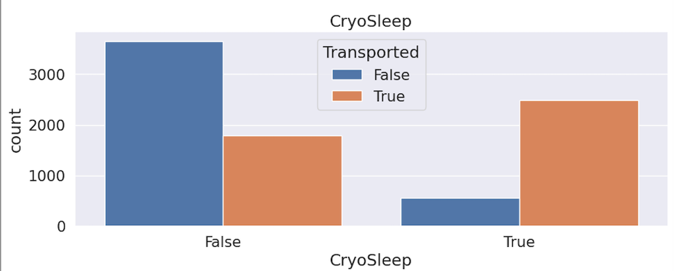 CryoSleep
Transported
False
True
3000
2000
1000
0
count
False True
CryoSleep